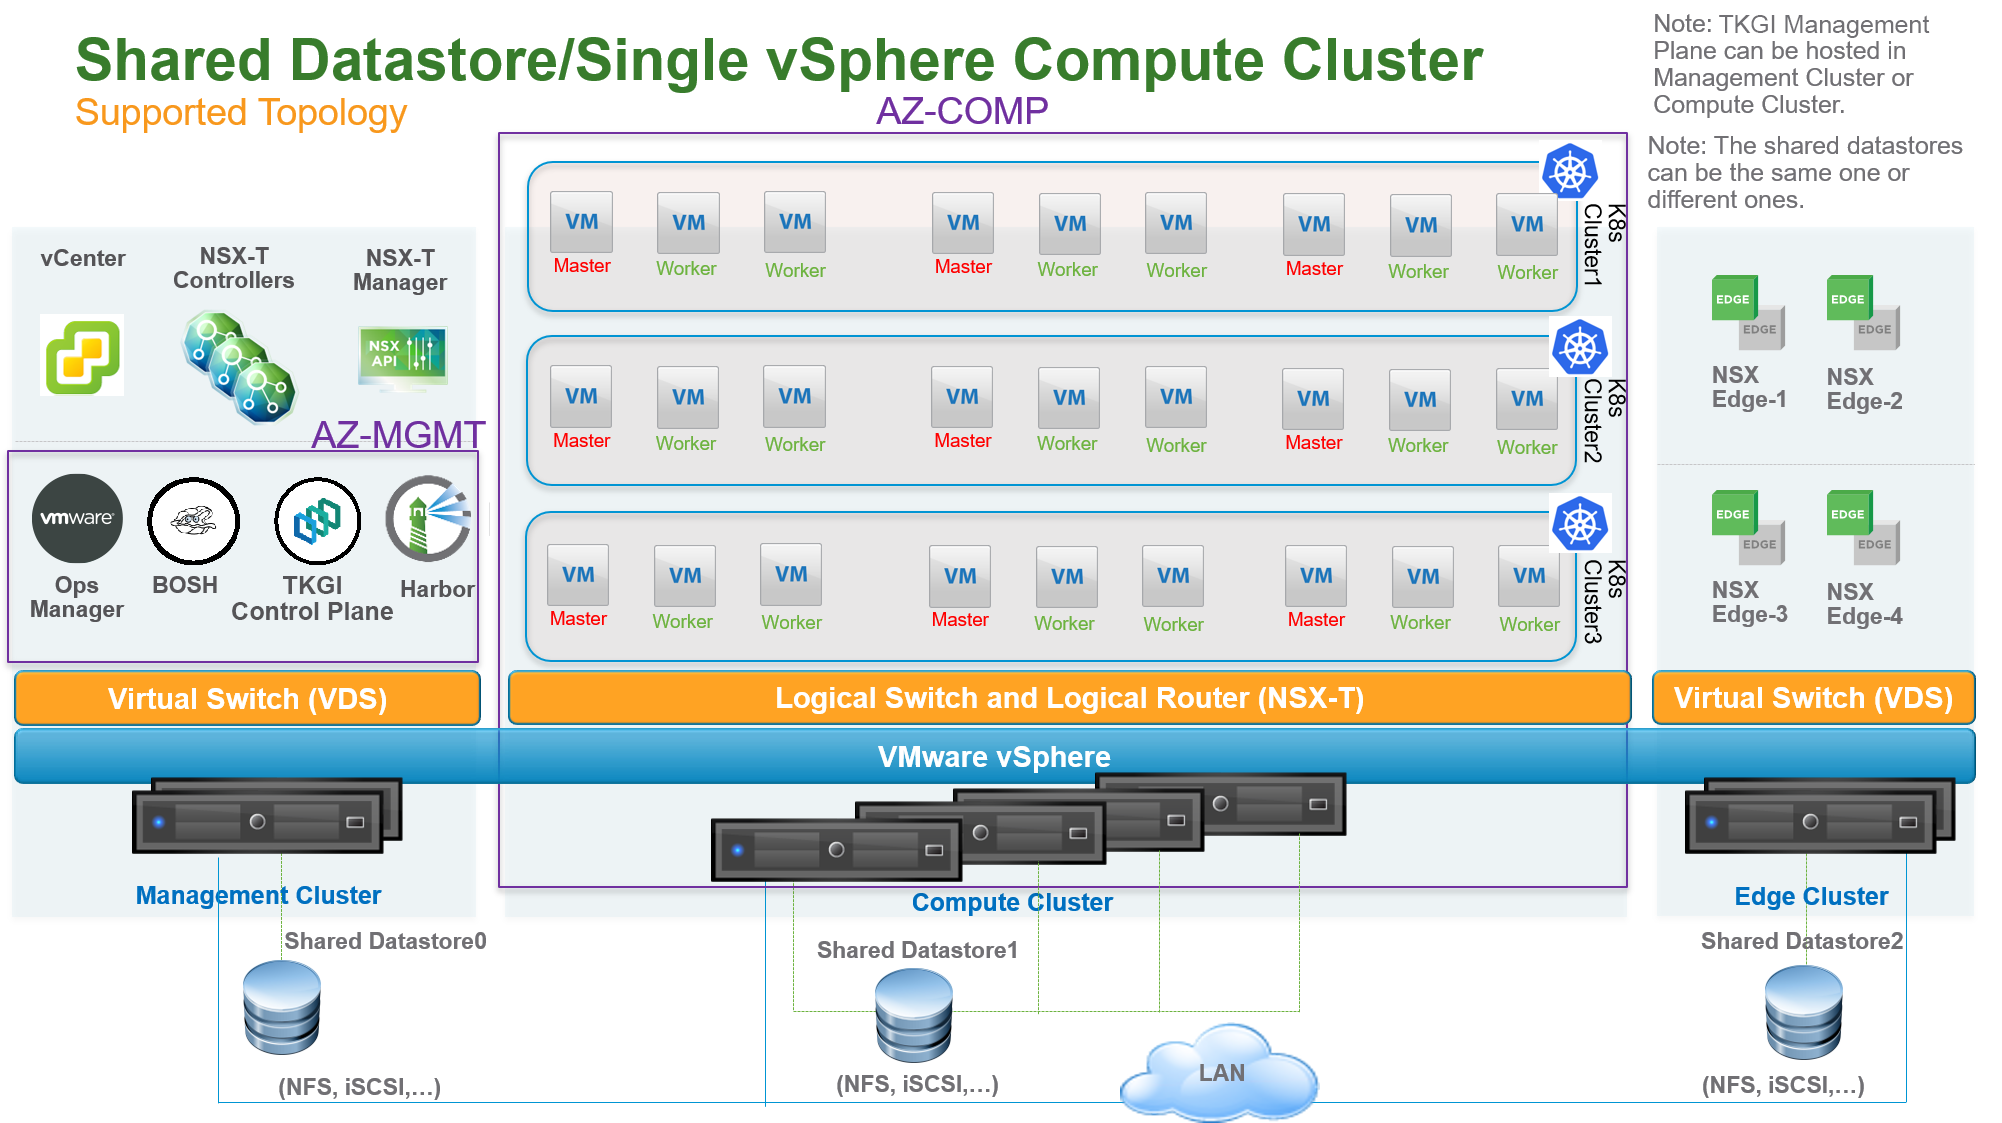 Shared Datastore/Single vSphere Compute Cluster
Supported Topology
AZ-COMP
Note: TKGI Management
Plane can be hosted in
Management Cluster or
Compute Cluster.
Note: The shared datastores
can be the same one or
different ones.
vCenter
NSX-T
Controllers
NSX-T
Manager
NSX
API
AZ-MGMT
vmware
Ops
Manager
BOSH
TKGI
Control Plane
Harbor
VM VM VM VM VM VM VM VM VM
Master Worker Worker Master Worker Worker Master Worker Worker
K8s
Cluster1
VM VM VM VM VM VM VM VM VM
Master Worker Worker Master Worker Worker Master Worker Worker
K8s
Cluster2
VM VM VM VM VM VM VM VM VM
Master Worker Worker Master Worker Worker Master Worker Worker
K8s
Cluster3
EDGE
EDGE
NSX
Edge-1
EDGE
EDGE
NSX
Edge-2
EDGE
EDGE
NSX
Edge-3
EDGE
EDGE
NSX
Edge-4
Virtual Switch (VDS)
Logical Switch and Logical Router (NSX-T)
Virtual Switch (VDS)
VMware vSphere
Management Cluster
Compute Cluster
Edge Cluster
Shared Datastore0
Shared Datastore1
Shared Datastore2
(NFS, iSCSI,…)
(NFS, iSCSI,…)
LAN
(NFS, iSCSI,…)